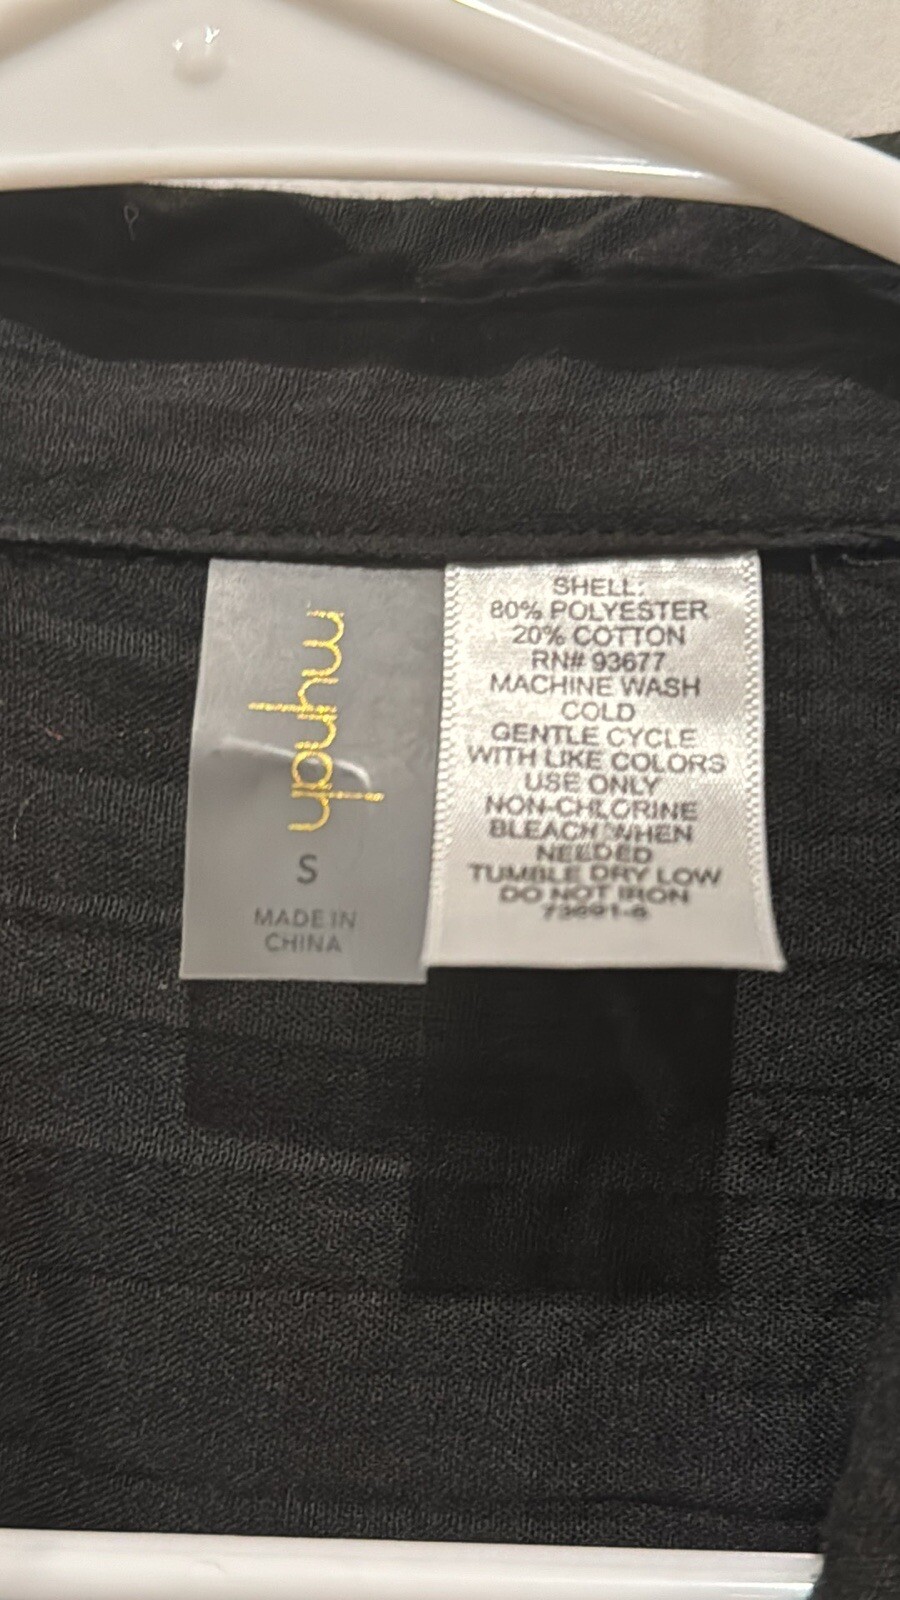 mynah
S
MADE IN
CHINA
SHELL:
80% POLYESTER
20% COTTON
RN# 93677
MACHINE WASH
COLD
GENTLE CYCLE
WITH LIKE COLORS
USE ONLY
NON-CHLORINE
BLEACH WHEN
NEEDED
TUMBLE DRY LOW
DO NOT IRON